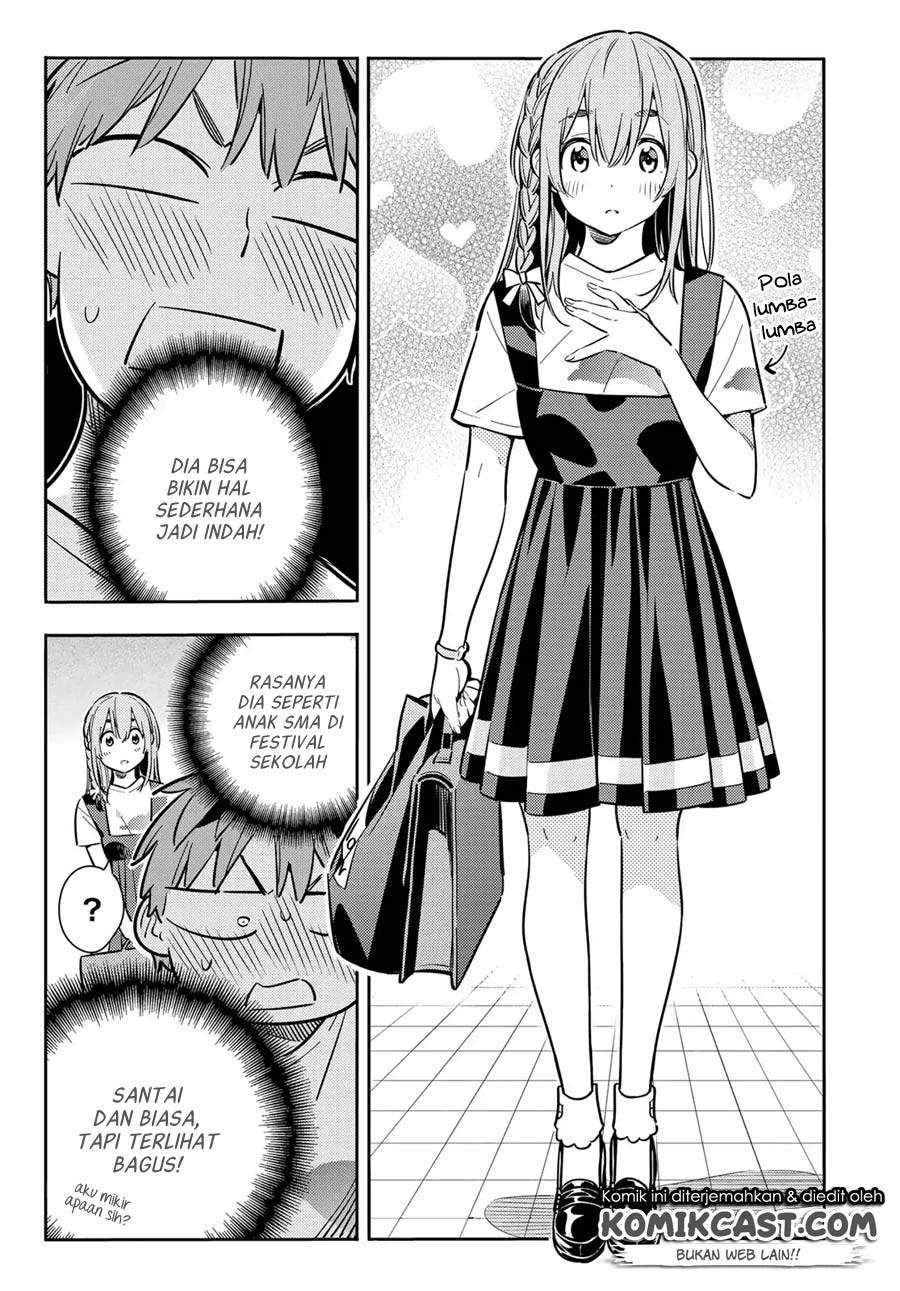 Pola
lumba-
lumba
DIA BISA
BIKIN HAL
SEDERHANA
JADI INDAH!
RASANYA
DIA SEPERTI
ANAK SMA DI
FESTIVAL
SEKOLAH
?
SANTAI
DAN BIASA,
TAPI TERLIHAT
BAGUS!
aku mikir
apaan sih?
Komik ini diterjemahkan & diedit oleh
KOMIKCAST.COM
BUKAN WEB LAIN!!